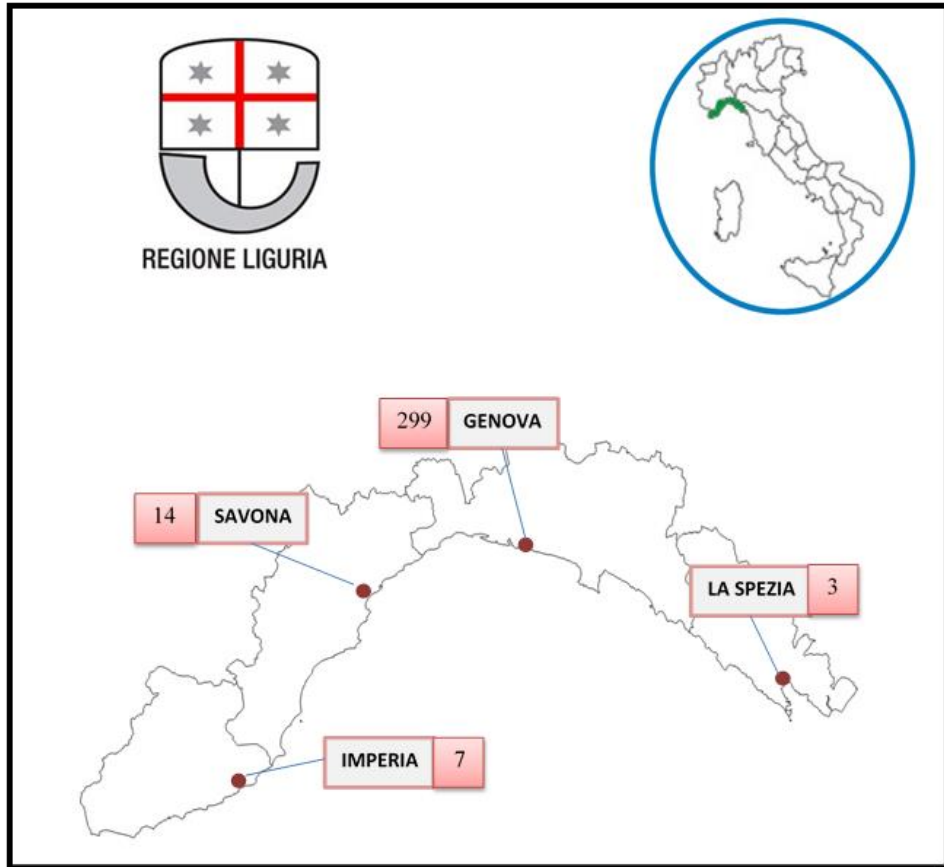 REGIONE LIGURIA
299 GENOVA
14 SAVONA
LA SPEZIA 3
IMPERIA 7